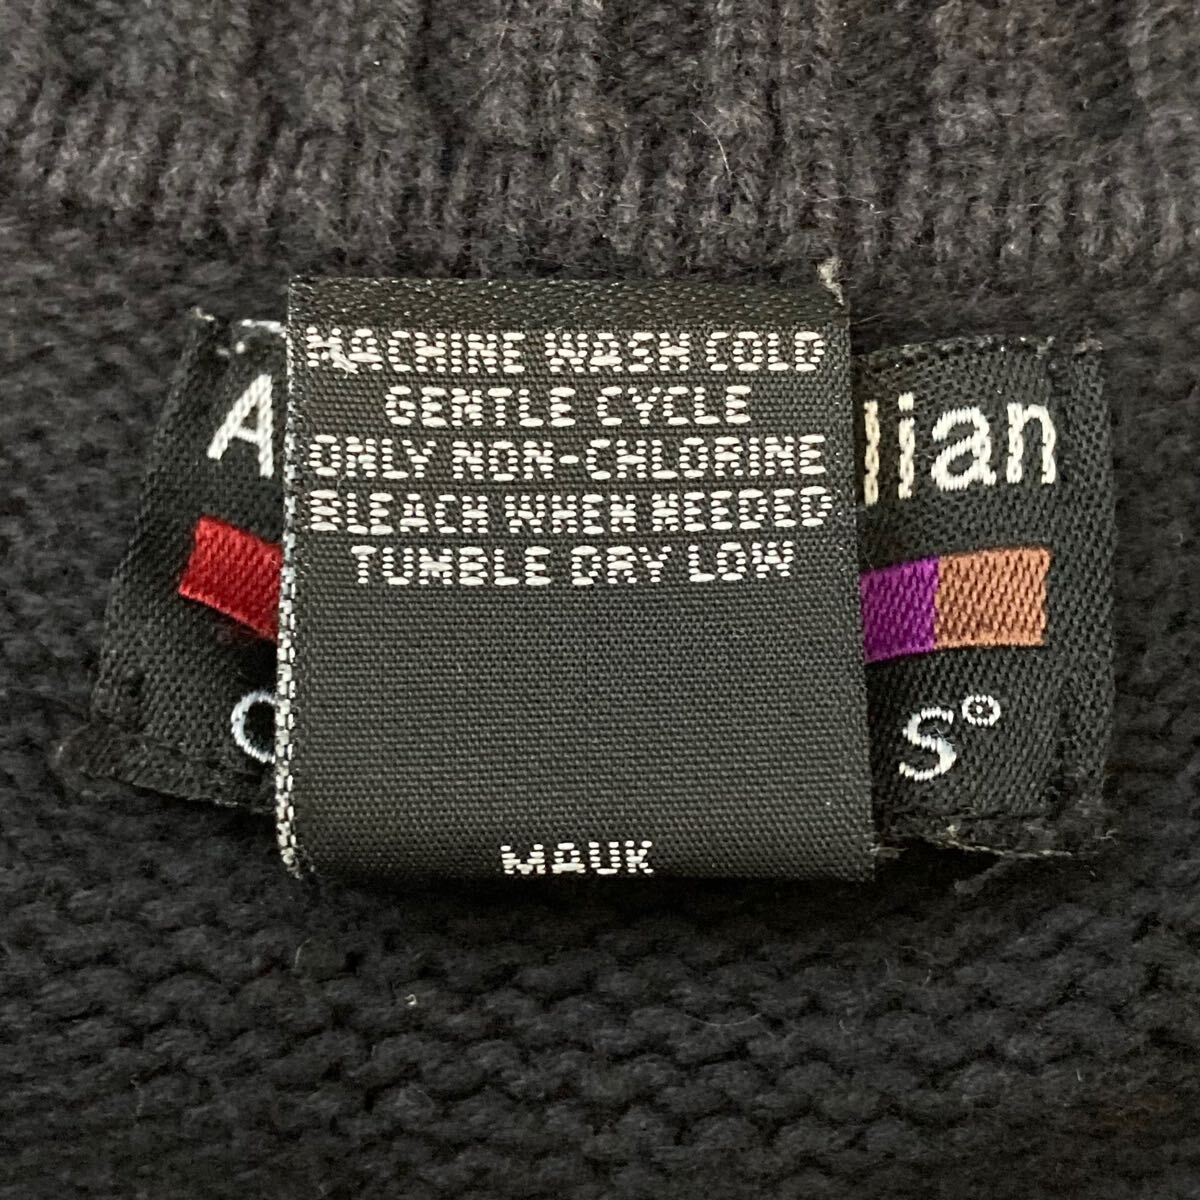 MACHINE WASH COLD
GENTLE CYCLE
ONLY NON-CHLORINE
BLEACH WHEN NEEDED
TUMBLE DRY LOW
MAUK